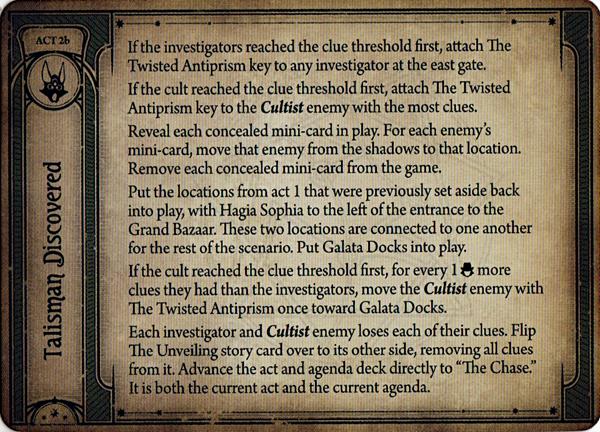 ACT 2b
Talisman Discovered
If the investigators reached the clue threshold first, attach The
Twisted Antiprism key to any investigator at the east gate.
If the cult reached the clue threshold first, attach The Twisted
Antiprism key to the Cultist enemy with the most clues.
Reveal each concealed mini-card in play. For each enemy's
mini-card, move that enemy from the shadows to that location.
Remove each concealed mini-card from the game.
Put the locations from act 1 that were previously set aside back
into play, with Hagia Sophia to the left of the entrance to the
Grand Bazaar. These two locations are connected to one another
for the rest of the scenario. Put Galata Docks into play.
If the cult reached the clue threshold first, for every 1 more
clues they had than the investigators, move the Cultist enemy with
The Twisted Antiprism once toward Galata Docks.
Each investigator and Cultist enemy loses each of their clues. Flip
The Unveiling story card over to its other side, removing all clues
from it. Advance the act and agenda deck directly to "The Chase."
It is both the current act and the current agenda.